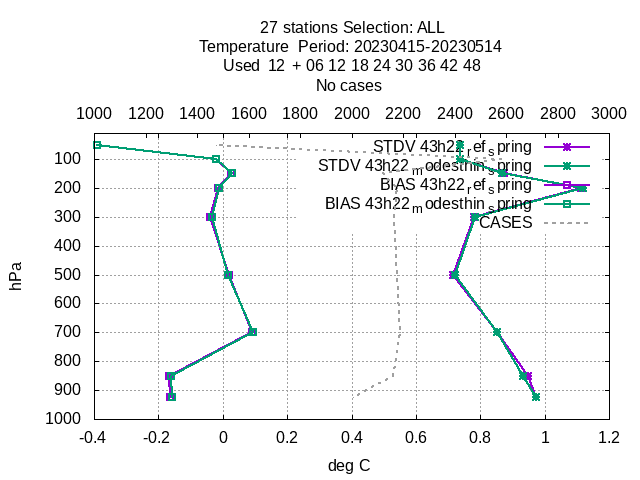 27 stations Selection: ALL
Temperature Period: 20230415-20230514
Used 12 + 06 12 18 24 30 36 42 48
No cases
1000 1200 1400 1600 1800 2000 2200 2400 2600 2800 3000
STDV 43h22_ref_spring
STDV 43h22_modesthin_spring
BIAS 43h22_ref_spring
BIAS 43h22_modesthin_spring
CASES
100
200
300
400
500
600
700
800
900
1000
hPa
-0.4 -0.2 0 0.2 0.4 0.6 0.8 1 1.2
deg C